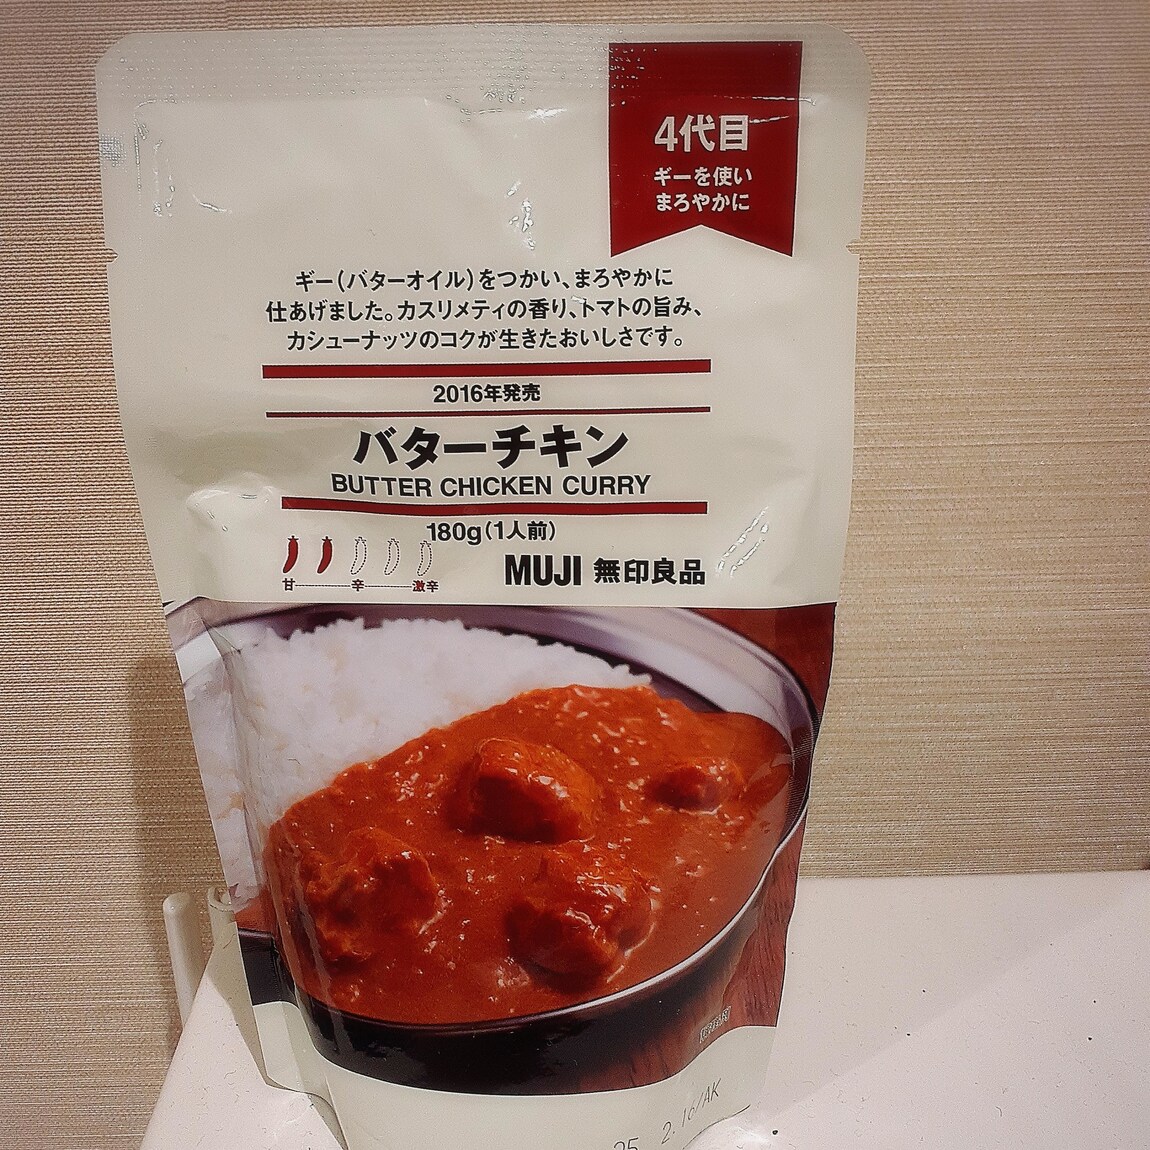 4代目
ギーを使い
まろやかに
ギー(バターオイル)をつかい、まろやかに
仕あげました。カスリメティの香り、トマトの旨み、
カシューナッツのコクが生きたおいしさです。
2016年発売
バターチキン
BUTTER CHICKEN CURRY
180g(1人前)
甘 辛 激辛
MUJI 無印良品
25 2.10/AK